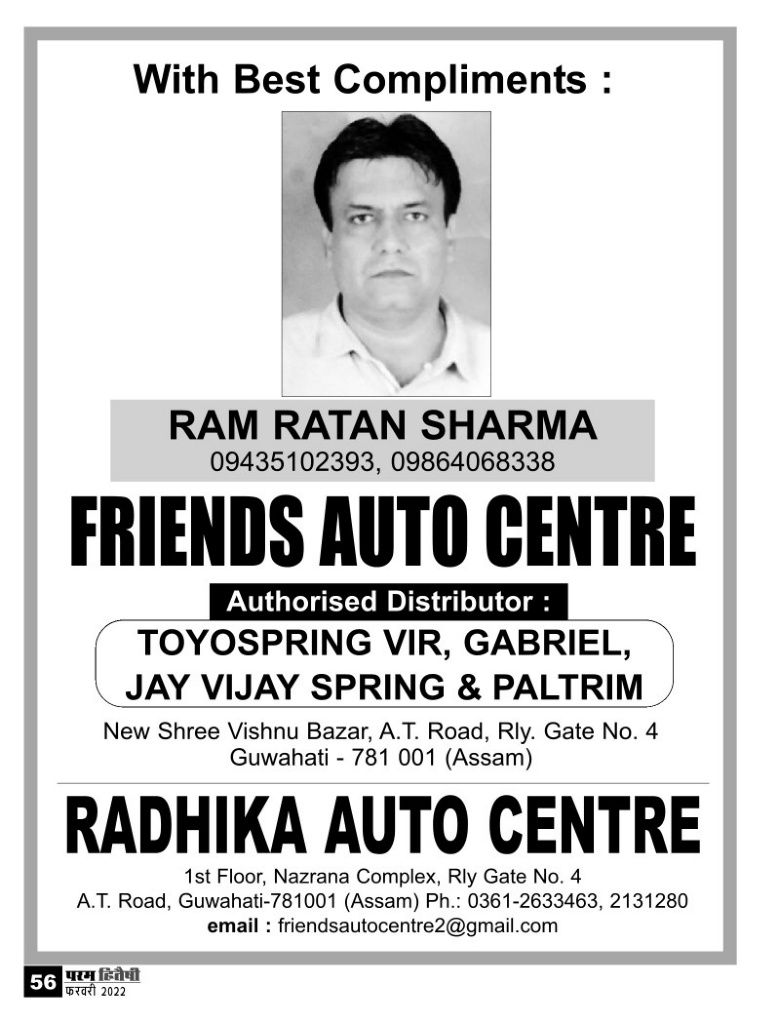 With Best Compliments :
RAM RATAN SHARMA
09435102393, 09864068338
FRIENDS AUTO CENTRE
Authorised Distributor :
TOYOSPRING VIR, GABRIEL,
JAY VIJAY SPRING & PALTRIM
New Shree Vishnu Bazar, A.T. Road, Rly. Gate No. 4
Guwahati - 781 001 (Assam)
RADHIKA AUTO CENTRE
1st Floor, Nazrana Complex, Rly Gate No. 4
A.T. Road, Guwahati-781001 (Assam) Ph.: 0361-2633463, 2131280
email : friendsautocentre2@gmail.com
56 परम हितैषी
फरवरी 2022